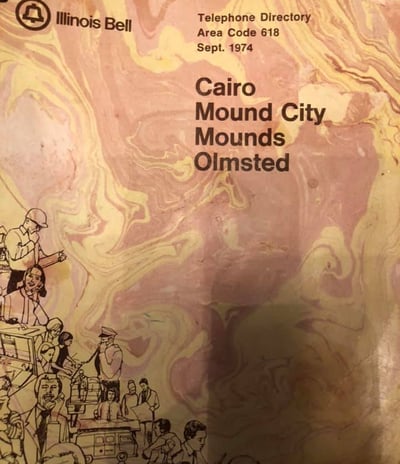 Illinois Bell
Telephone Directory
Area Code 618
Sept. 1974
Cairo
Mound City
Mounds
Olmsted